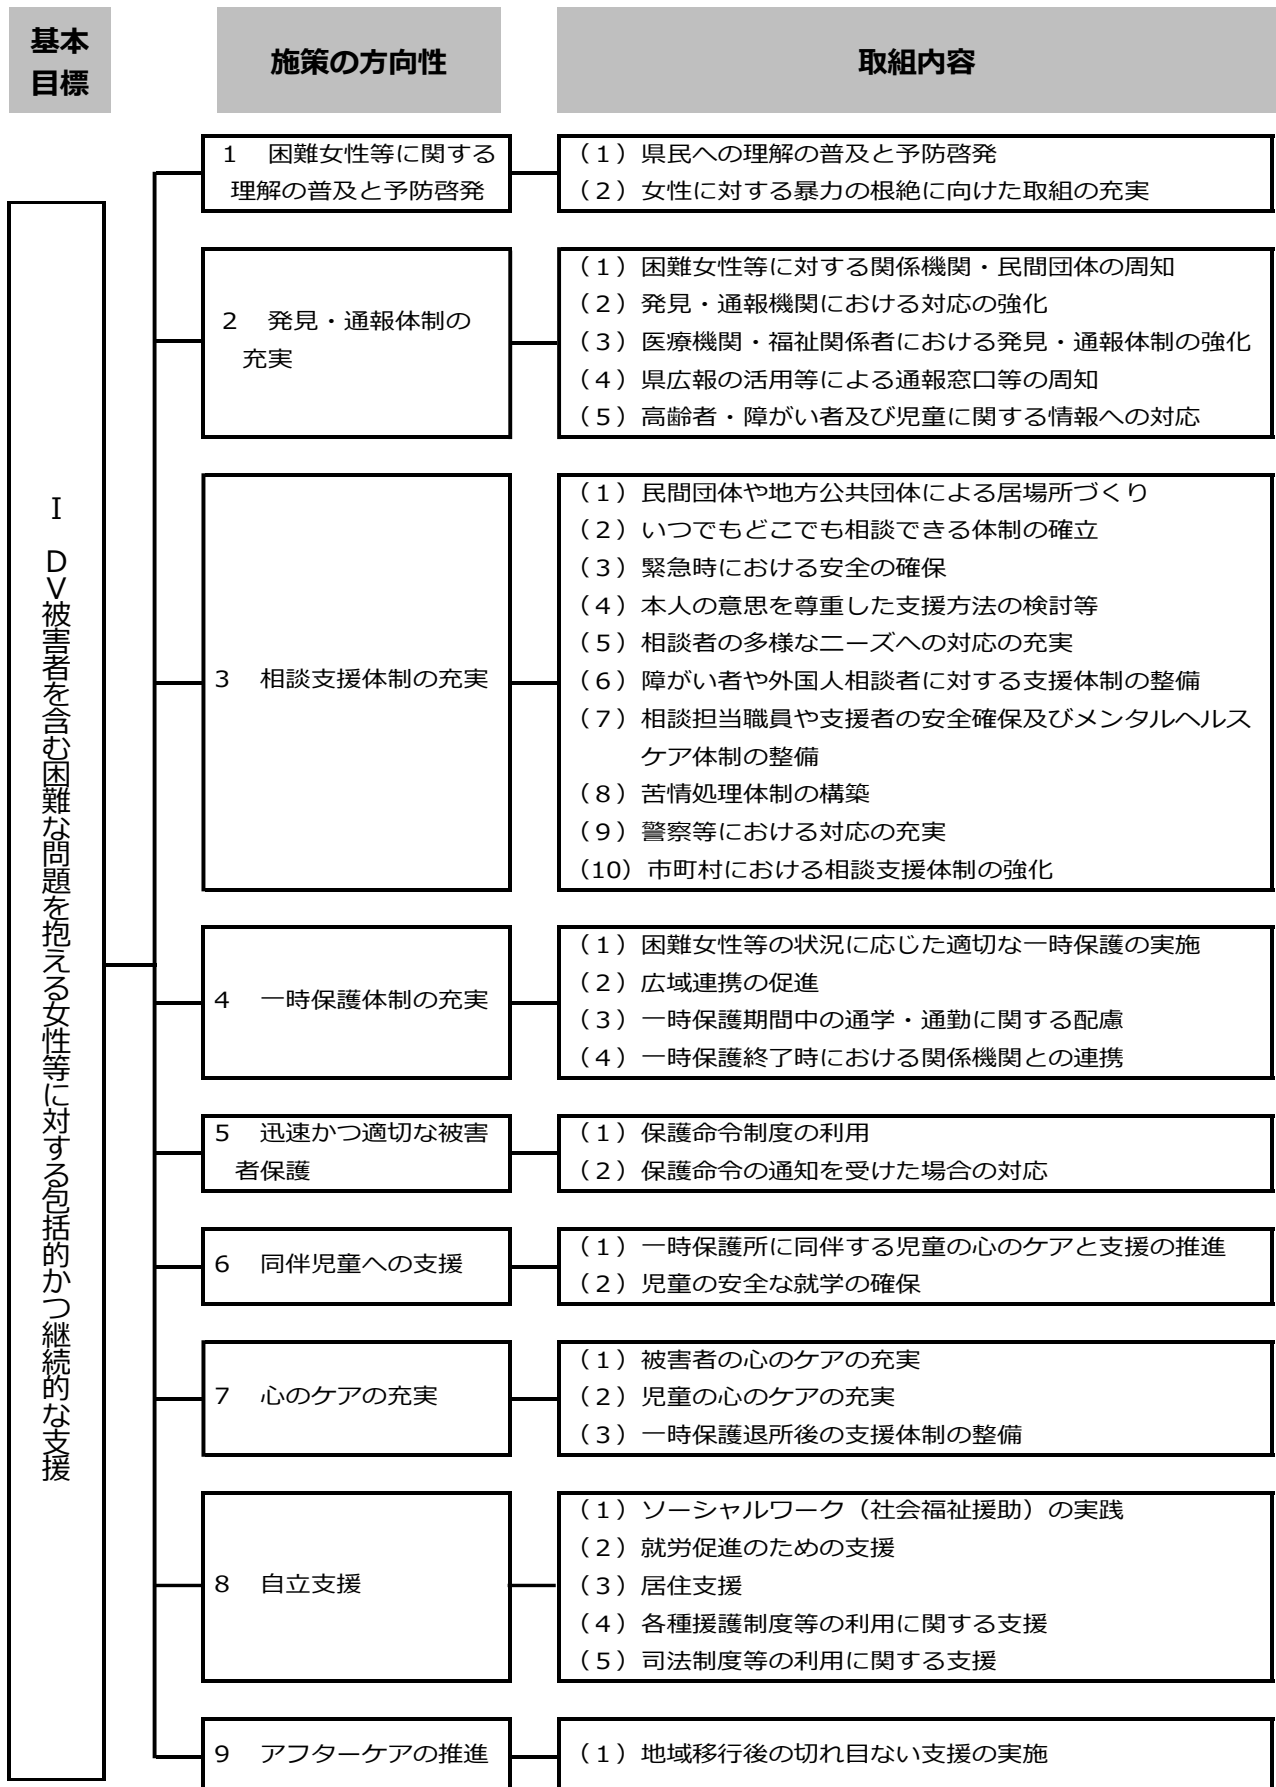 基本
目標
施策の方向性
取組内容
Ⅰ　ＤＶ被害者を含む困難な問題を抱える女性等に対する包括的かつ継続的な支援
１　困難女性等に関する
理解の普及と予防啓発
（１）県民への理解の普及と予防啓発
（２）女性に対する暴力の根絶に向けた取組の充実
２　発見・通報体制の
充実
（１）困難女性等に対する関係機関・民間団体の周知
（２）発見・通報機関における対応の強化
（３）医療機関・福祉関係者における発見・通報体制の強化
（４）県広報の活用等による通報窓口等の周知
（５）高齢者・障がい者及び児童に関する情報への対応
３　相談支援体制の充実
（１）民間団体や地方公共団体による居場所づくり
（２）いつでもどこでも相談できる体制の確立
（３）緊急時における安全の確保
（４）本人の意思を尊重した支援方法の検討等
（５）相談者の多様なニーズへの対応の充実
（６）障がい者や外国人相談者に対する支援体制の整備
（７）相談担当職員や支援者の安全確保及びメンタルヘルス
ケア体制の整備
（８）苦情処理体制の構築
（９）警察等における対応の充実
（10）市町村における相談支援体制の強化
４　一時保護体制の充実
（１）困難女性等の状況に応じた適切な一時保護の実施
（２）広域連携の促進
（３）一時保護期間中の通学・通勤に関する配慮
（４）一時保護終了時における関係機関との連携
５　迅速かつ適切な被害
者保護
（１）保護命令制度の利用
（２）保護命令の通知を受けた場合の対応
６　同伴児童への支援
（１）一時保護所に同伴する児童の心のケアと支援の推進
（２）児童の安全な就学の確保
７　心のケアの充実
（１）被害者の心のケアの充実
（２）児童の心のケアの充実
（３）一時保護退所後の支援体制の整備
８　自立支援
（１）ソーシャルワーク（社会福祉援助）の実践
（２）就労促進のための支援
（３）居住支援
（４）各種援護制度等の利用に関する支援
（５）司法制度等の利用に関する支援
９　アフターケアの推進
（１）地域移行後の切れ目ない支援の実施